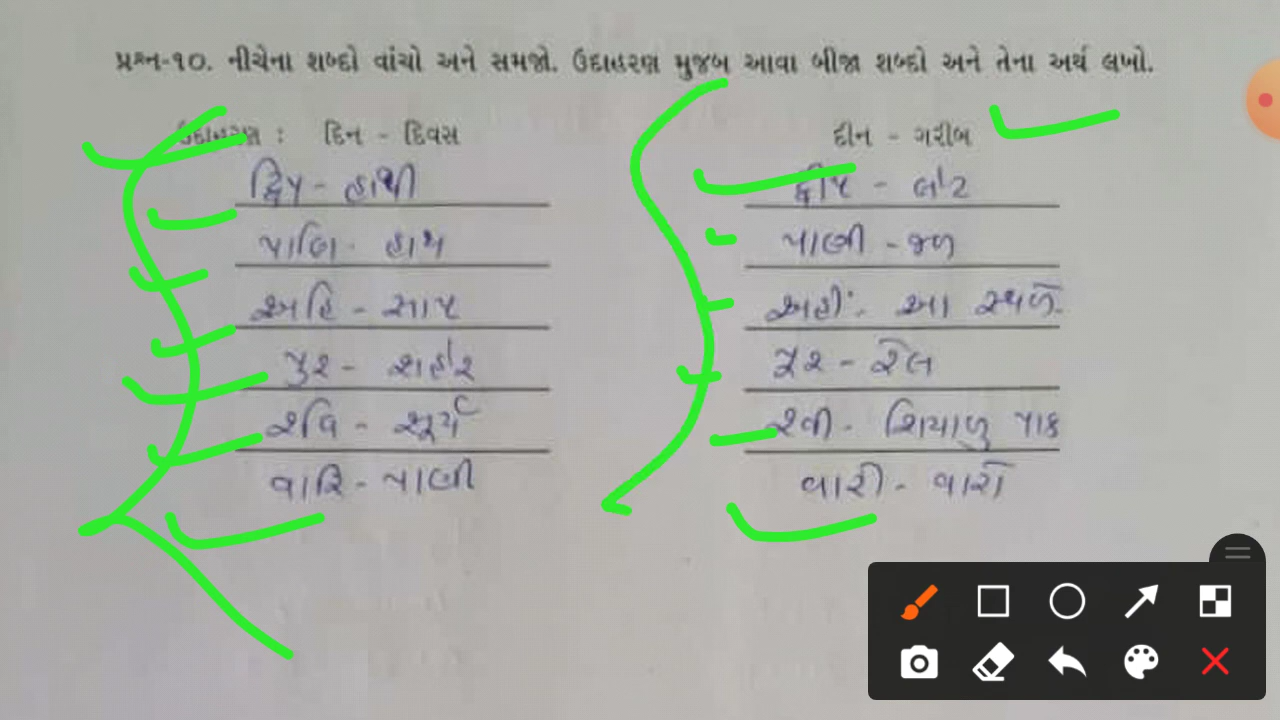 પ્રશ્ન-૧૦. નીચેના શબ્દો વાંચો અને સમજો. ઉદાહરણ મુજબ આવા બીજા શબ્દો અને તેના અર્થ લખો.
ઉદાહરણ : દિન - દિવસ દીન - ગરીબ
દ્વિપ - હાથી દ્વીપ - બેટ
પાણિ - હાથ પાણી - જળ
અહિ - સાપ અહીં - આ સ્થળે.
પુર - શહેર પૂર - રેલ
રવિ - સૂર્ય રવી - શિયાળુ પાક
વારિ - પાણી વારી - વારો